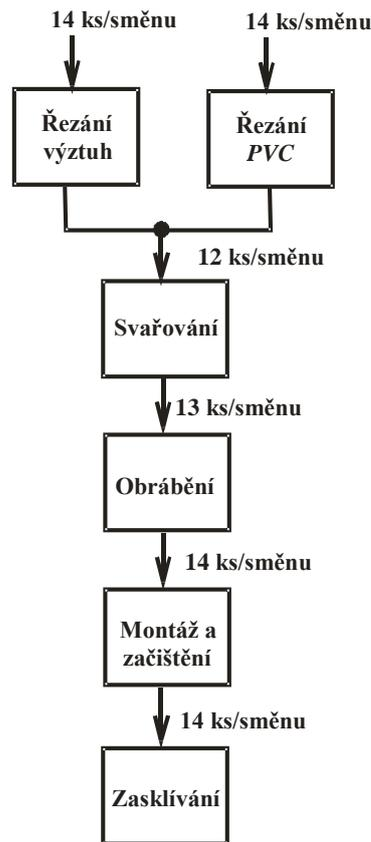 14 ks/směnu
14 ks/směnu
Řezání
výztuh
Řezání
PVC
12 ks/směnu
Svařování
13 ks/směnu
Obrábění
14 ks/směnu
Montáž a
začištění
14 ks/směnu
Zasklívání